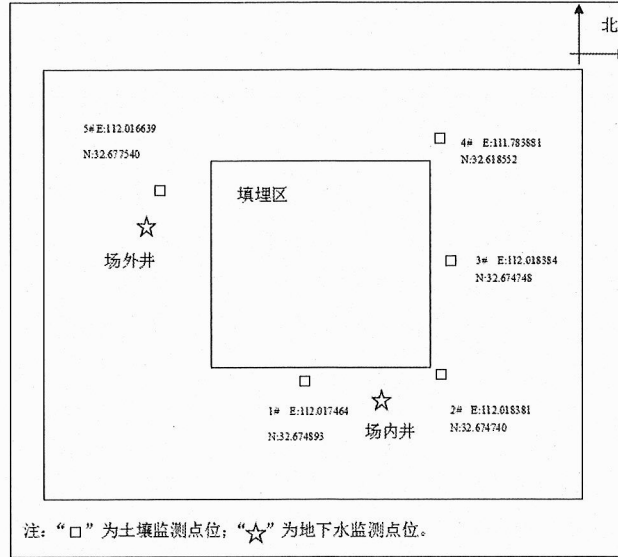 北
5# E:112.016639
N:32.677540
4# E:111.783881
N:32.618552
填埋区
场外井
3# E:112.018384
N:32.674748
1# E:112.017464
N:32.674893
场内井
2# E:112.018381
N:32.674740
注：“□”为土壤监测点位；“☆”为地下水监测点位。